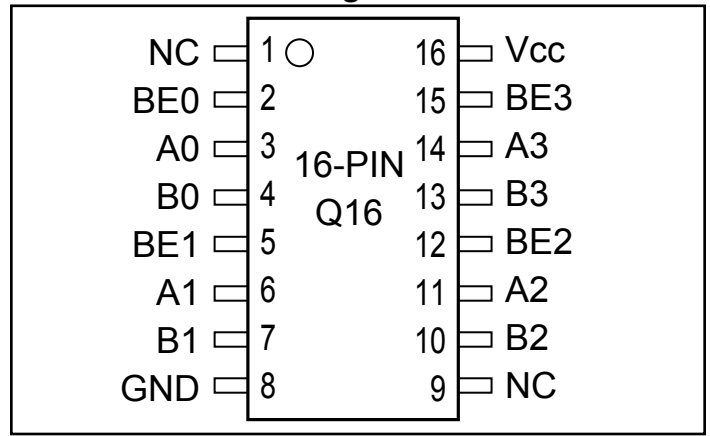 NC 1 16 Vcc
BE0 2 15 BE3
A0 3 14 A3
16-PIN
B0 4 13 B3
Q16
BE1 5 12 BE2
A1 6 11 A2
B1 7 10 B2
GND 8 9 NC